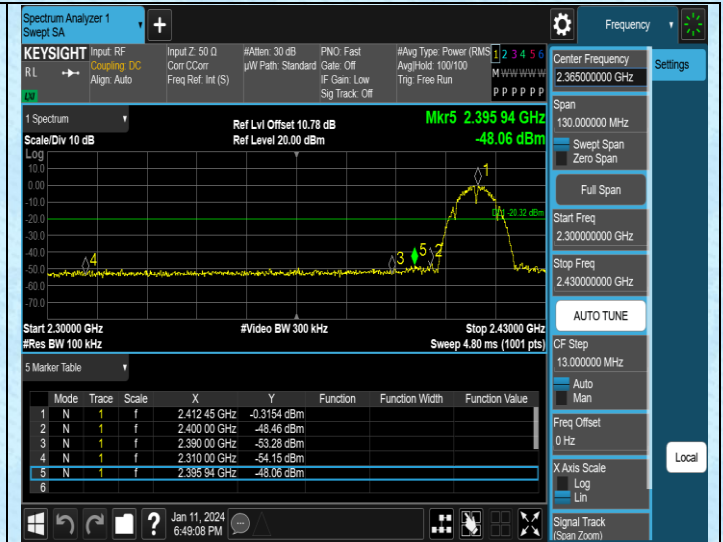 Spectrum Analyzer 1
Swept SA
+
Frequency
KEYSIGHT
RL
LXI
Input: RF
Coupling: DC
Align: Auto
Input Z: 50 Ω
Corr CCorr
Freq Ref: Int (S)
#Atten: 30 dB
µW Path: Standard
PNO: Fast
Gate: Off
IF Gain: Low
Sig Track: Off
#Avg Type: Power (RMS
Avg|Hold: 100/100
Trig: Free Run
1 2 3 4 5 6
M W W W W W
P P P P P P
1 Spectrum
Scale/Div 10 dB
Ref Lvl Offset 10.78 dB
Ref Level 20.00 dBm
Mkr5 2.395 94 GHz
-48.06 dBm
Log
10.0
0.00
-10.0
-20.0
-30.0
-40.0
-50.0
-60.0
-70.0
1
DL1 -20.32 dBm
4
3
5
2
Start 2.30000 GHz
#Res BW 100 kHz
#Video BW 300 kHz
Stop 2.43000 GHz
Sweep 4.80 ms (1001 pts)
5 Marker Table
Mode Trace Scale X Y Function Function Width Function Value
1 N 1 f 2.412 45 GHz -0.3154 dBm
2 N 1 f 2.400 00 GHz -48.46 dBm
3 N 1 f 2.390 00 GHz -53.28 dBm
4 N 1 f 2.310 00 GHz -54.15 dBm
5 N 1 f 2.395 94 GHz -48.06 dBm
6
?
Jan 11, 2024
6:49:08 PM
Center Frequency
2.365000000 GHz
Span
130.000000 MHz
Swept Span
Zero Span
Full Span
Start Freq
2.300000000 GHz
Stop Freq
2.430000000 GHz
AUTO TUNE
CF Step
13.000000 MHz
Auto
Man
Freq Offset
0 Hz
X Axis Scale
Log
Lin
Signal Track
(Span Zoom)
Settings
Local